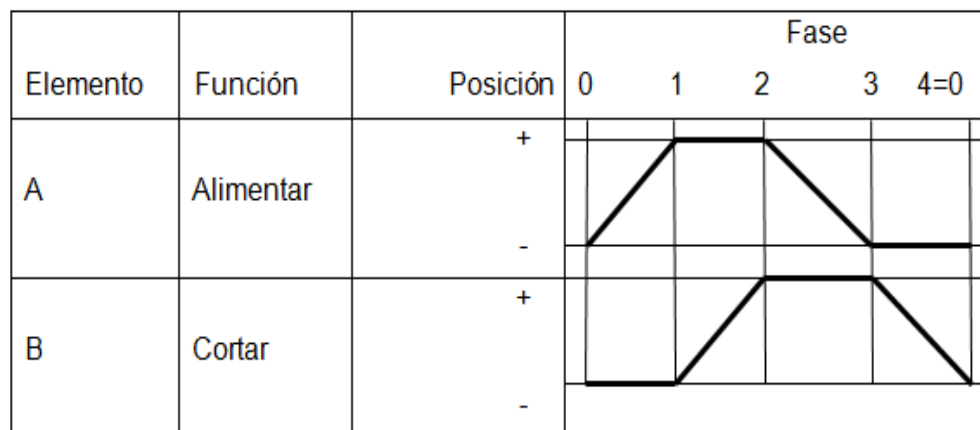 Fase
Elemento Función Posición 0 1 2 3 4=0
+
A Alimentar
-
+
B Cortar
-